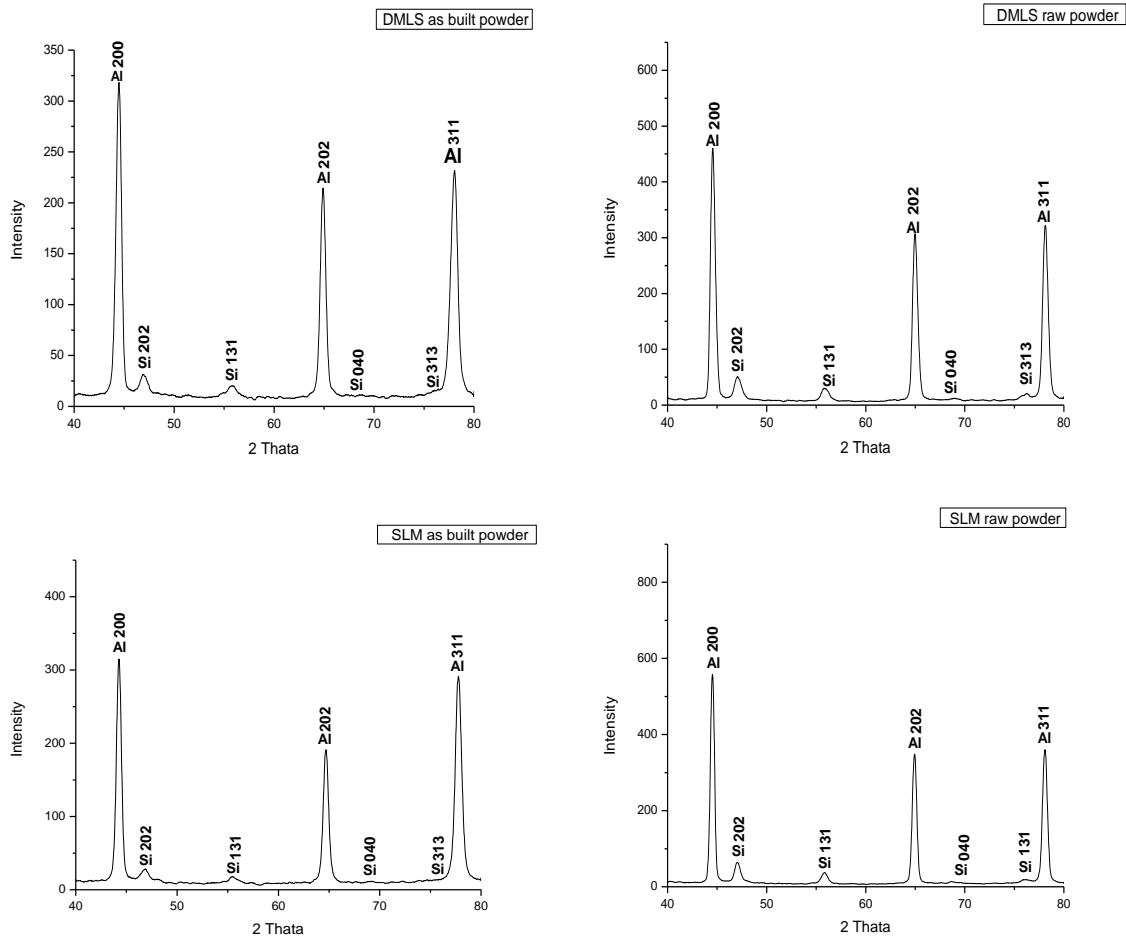 DMLS as built powder
350
300
250
200
150
100
50
0
40
50
60
70
80
Intensity
2 Thata
Al 200
Si 202
Si 131
Al 202
Si 040
Si 313
Al 311
DMLS raw powder
600
500
400
300
200
100
0
40
50
60
70
80
Intensity
2 Thata
Al 200
Si 202
Si 131
Al 202
Si 040
Si 313
Al 311
SLM as built powder
400
300
200
100
0
40
50
60
70
80
Intensity
2 Thata
Al 200
Si 202
Si 131
Al 202
Si 040
Si 313
Al 311
SLM raw powder
800
600
400
200
0
40
50
60
70
80
Intensity
2 Thata
Al 200
Si 202
Si 131
Al 202
Si 040
Si 131
Al 311